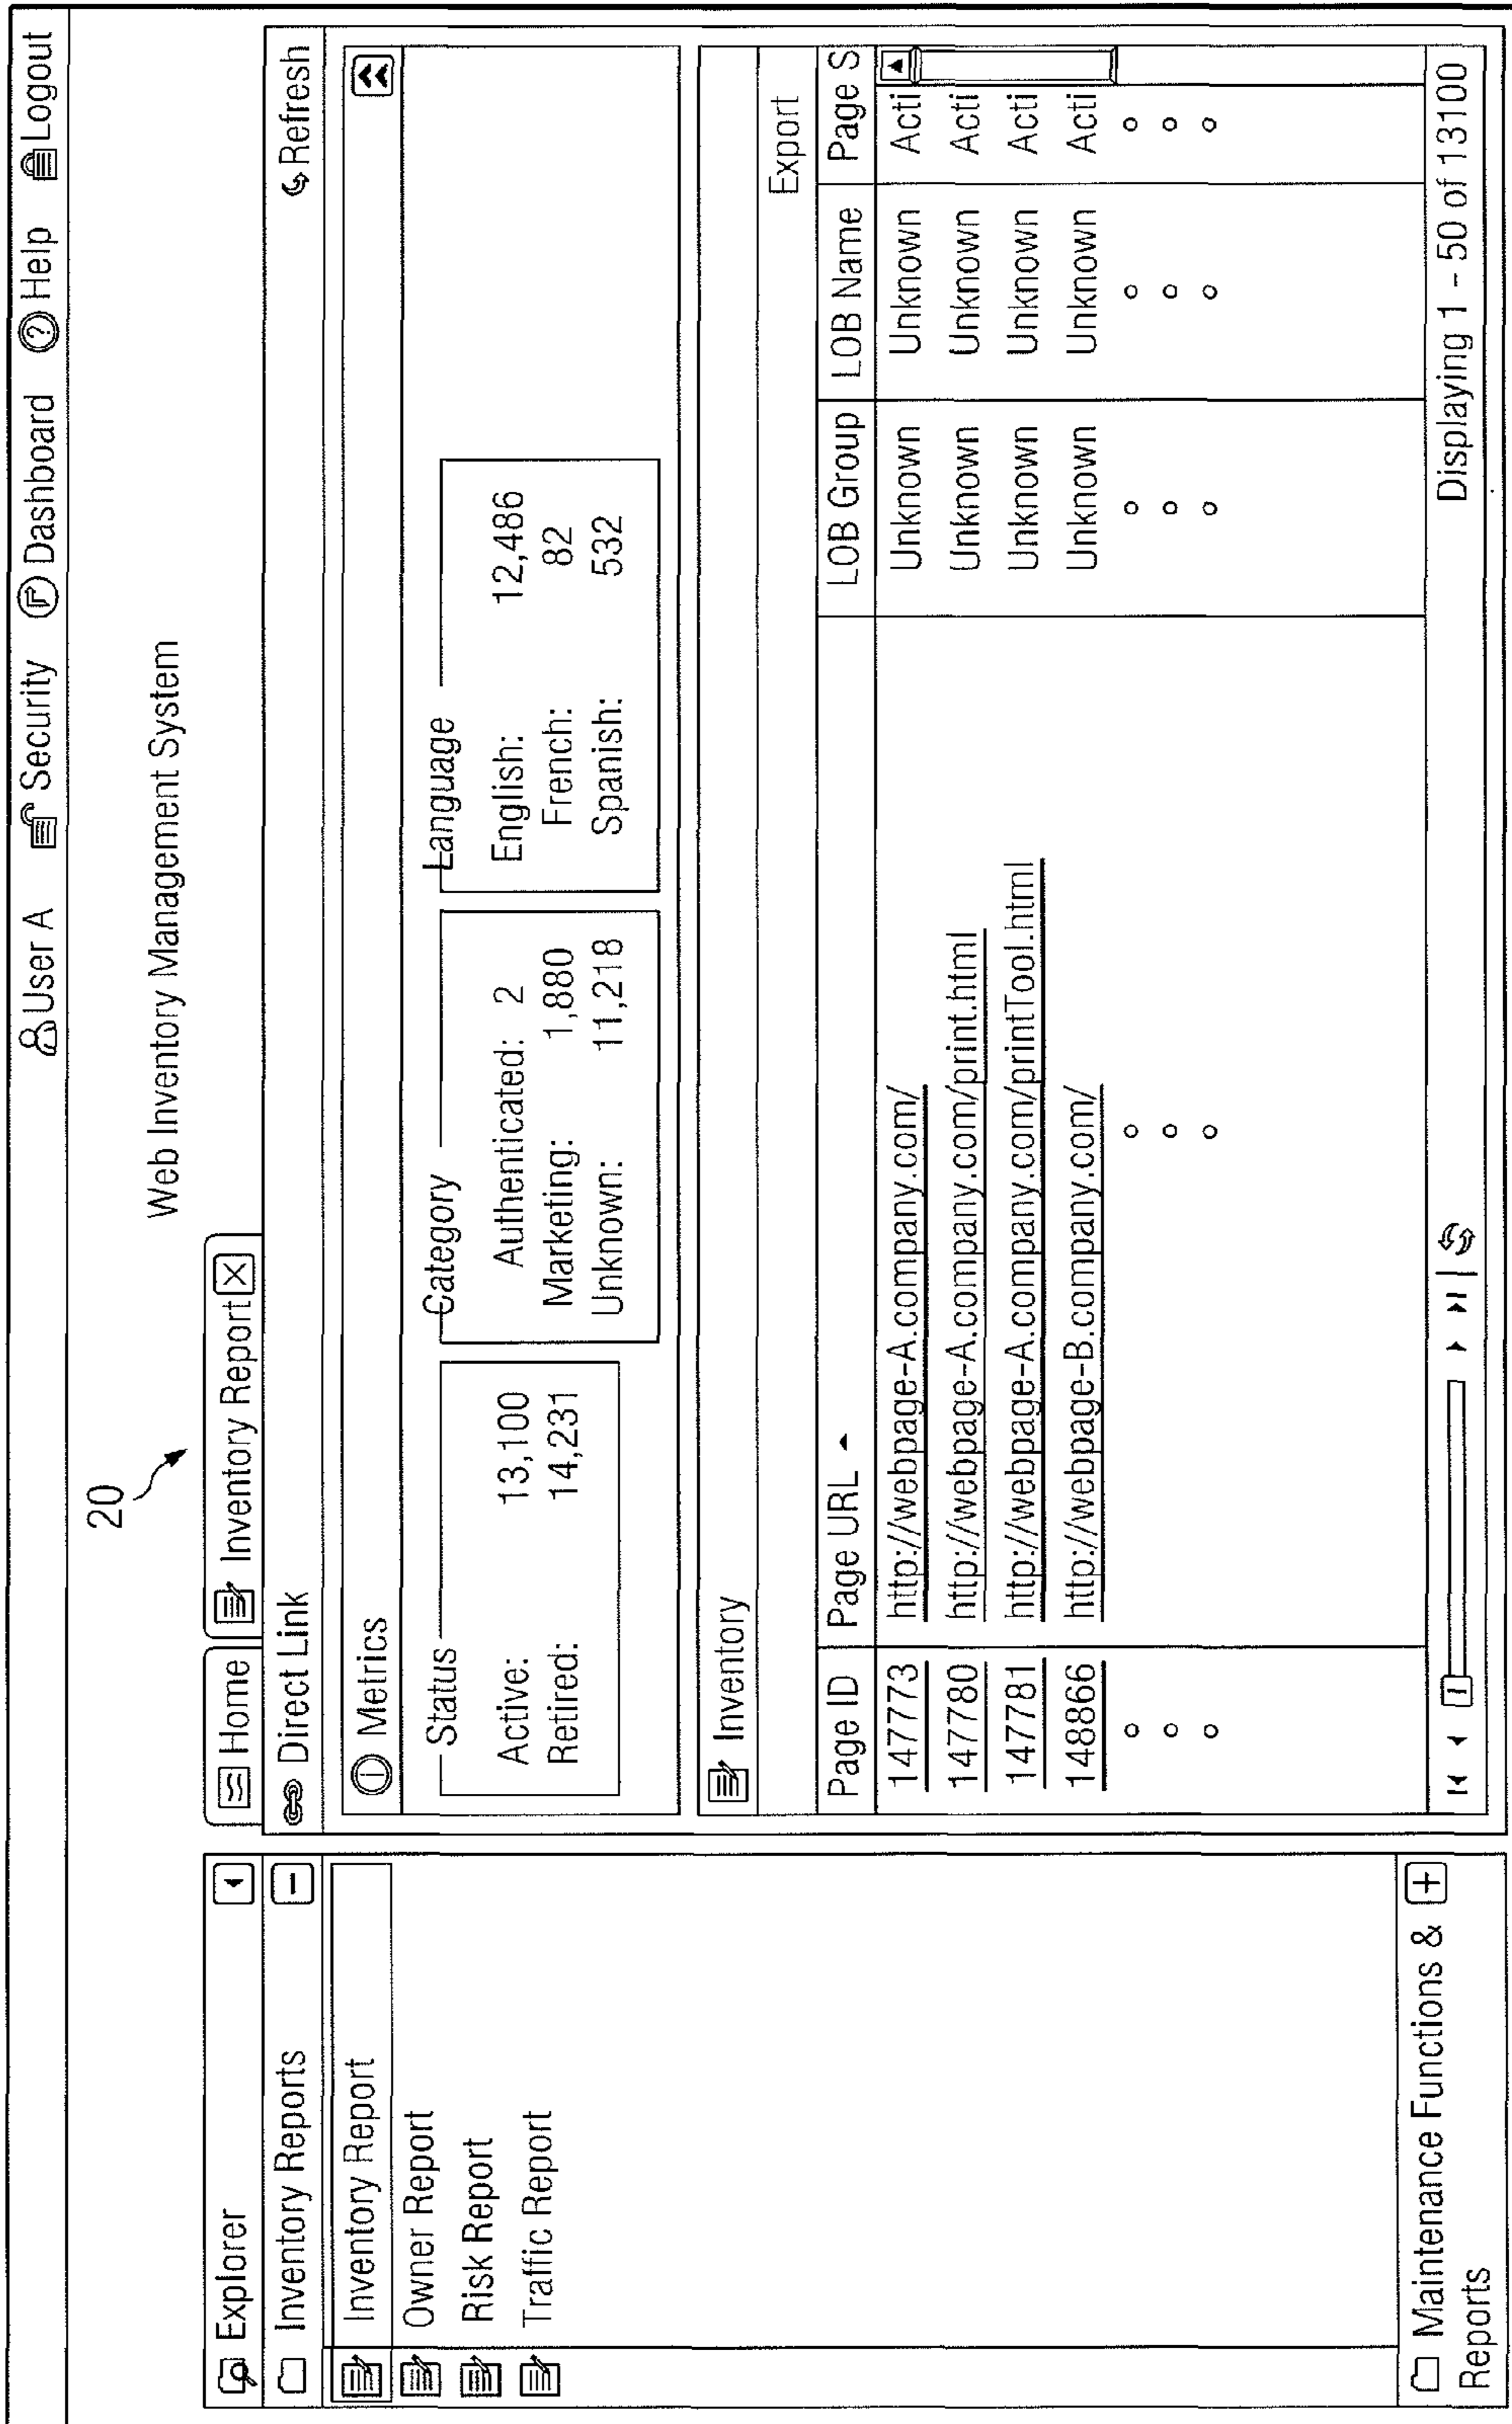 User A Security Dashboard Help Logout
20
Web Inventory Management System
Explorer
Inventory Reports
Inventory Report
Owner Report
Risk Report
Traffic Report
Maintenance Functions &
Reports
Home Inventory Report
Direct Link Refresh
Metrics
Status
Active: 13,100
Retired: 14,231
Category
Authenticated: 2
Marketing: 1,880
Unknown: 11,218
Language
English: 12,486
French: 82
Spanish: 532
Inventory
Export
Page ID Page URL LOB Group LOB Name Page S
147773 http://webpage-A.company.com/ Unknown Unknown Acti
147780 http://webpage-A.company.com/print.html Unknown Unknown Acti
147781 http://webpage-A.company.com/printTool.html Unknown Unknown Acti
148866 http://webpage-B.company.com/ Unknown Unknown Acti
Displaying 1 - 50 of 13100